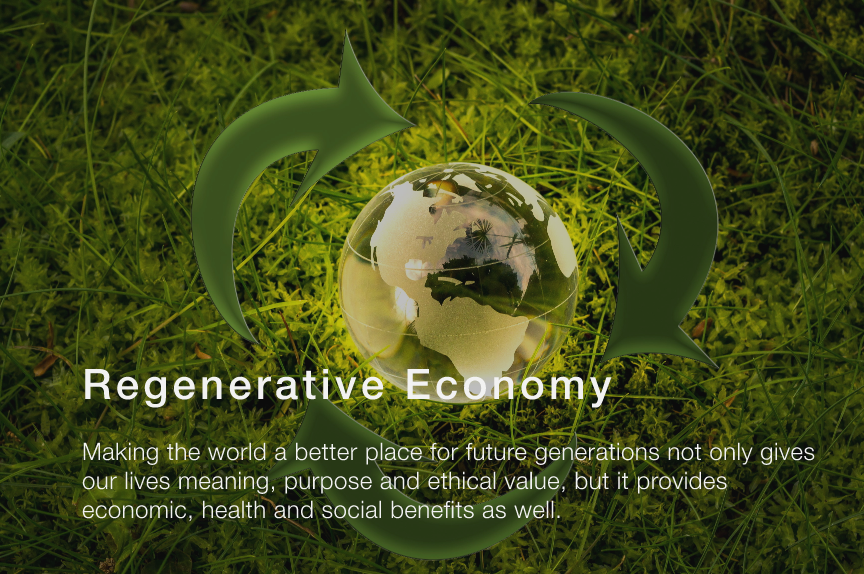 Regenerative Economy
Making the world a better place for future generations not only gives
our lives meaning, purpose and ethical value, but it provides
economic, health and social benefits as well.